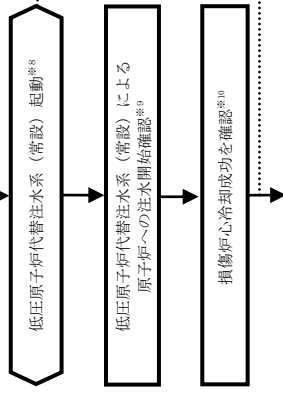 低圧原子炉代替注水系（常設）起動※8
低圧原子炉代替注水系（常設）による
原子炉への注水開始確認※9
損傷炉心冷却成功を確認※10